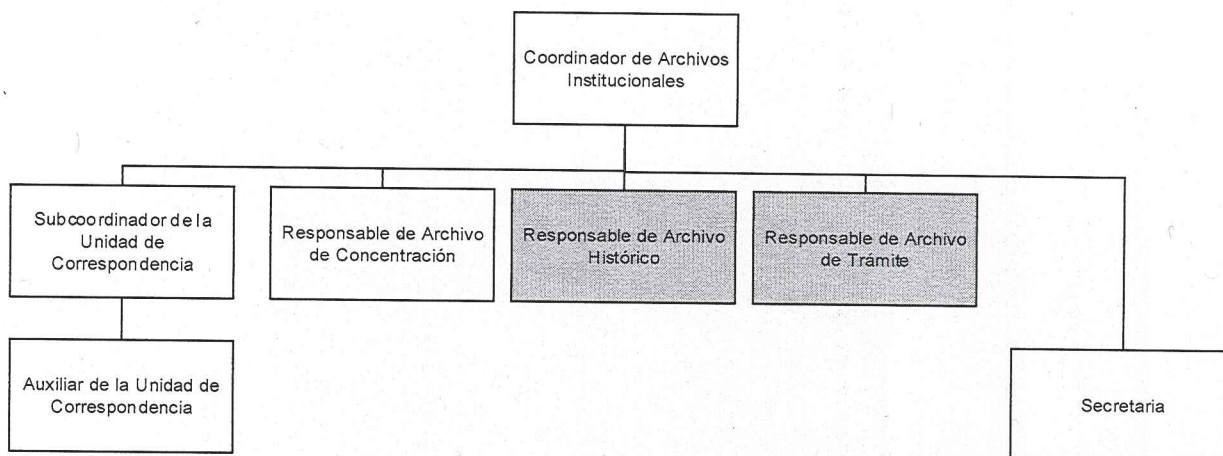 Coordinador de Archivos
Institucionales
Subcoordinador de la
Unidad de
Correspondencia
Responsable de Archivo
de Concentración
Responsable de Archivo
Histórico
Responsable de Archivo
de Trámite
Auxiliar de la Unidad de
Correspondencia
Secretaria